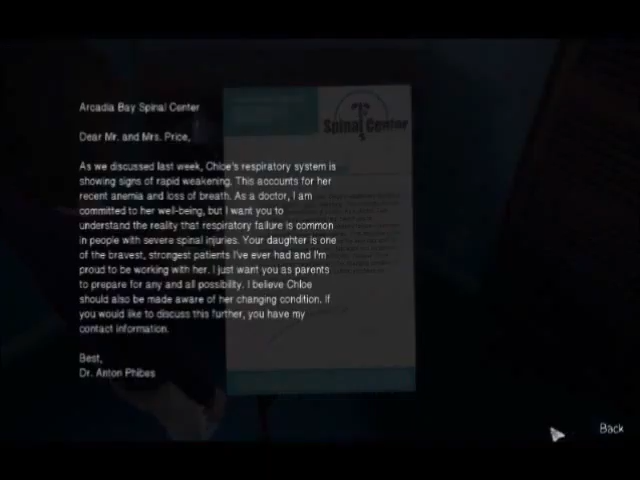 Arcadia Bay Spinal Center
Dear Mr. and Mrs. Price,
As we discussed last week, Chloe's respiratory system is
showing signs of rapid weakening. This accounts for her
recent anemia and loss of breath. As a doctor, I am
committed to her well-being, but I want you to
understand the reality that respiratory failure is common
in people with severe spinal injuries. Your daughter is one
of the bravest, strongest patients I've ever had and I'm
proud to be working with her. I just want you as parents
to prepare for any and all possibility. I believe Chloe
should also be made aware of her changing condition. If
you would like to discuss this further, you have my
contact information.
Best,
Dr. Anton Phibes
Spinal Center
Back